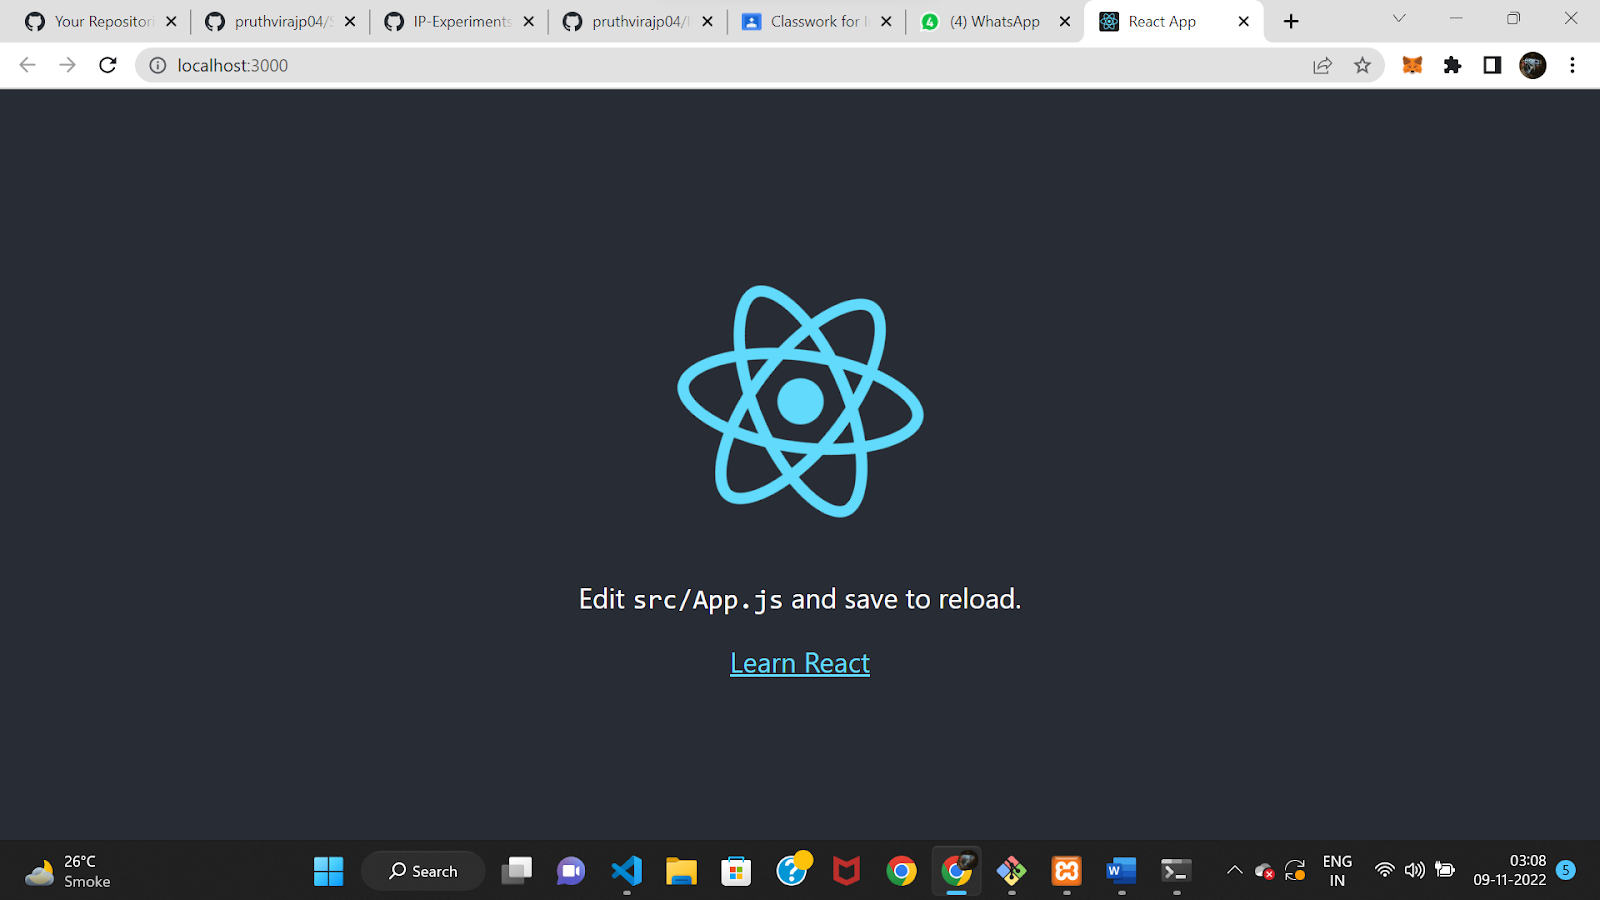 Your Repositori
pruthvirajp04/S
IP-Experiments
pruthvirajp04/I
Classwork for I
(4) WhatsApp
React App
localhost:3000
Edit src/App.js and save to reload.
Learn React
26°C
Smoke
Search
ENG
IN
03:08
09-11-2022
5